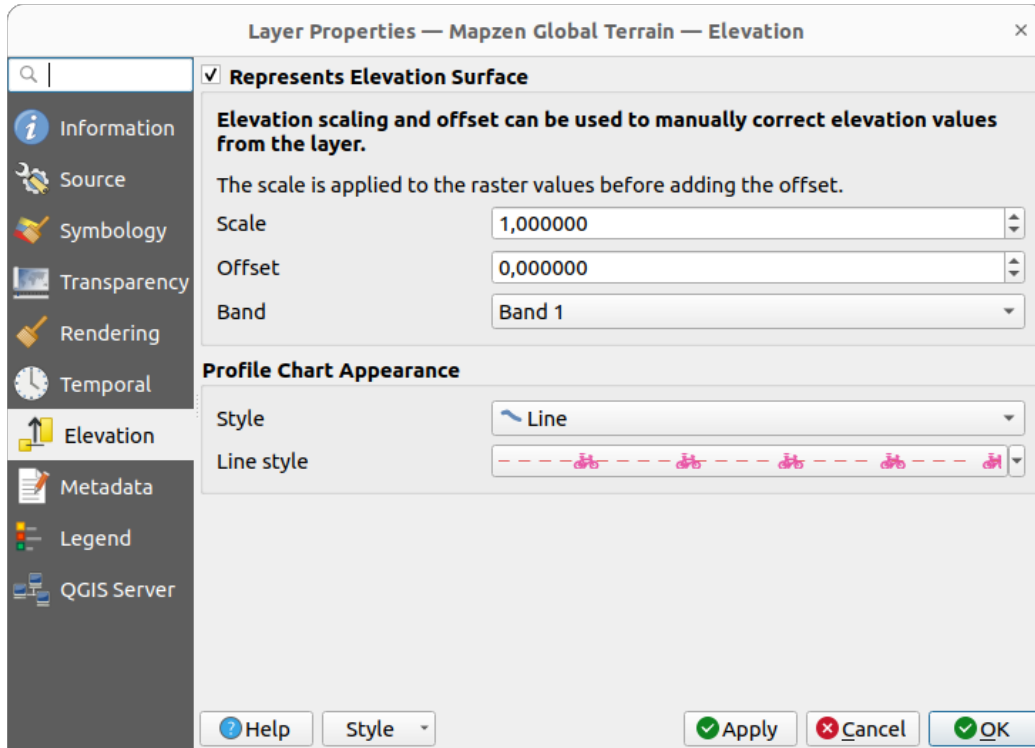 Layer Properties — Mapzen Global Terrain — Elevation
Information
Source
Symbology
Transparency
Rendering
Temporal
Elevation
Metadata
Legend
QGIS Server
Represents Elevation Surface
Elevation scaling and offset can be used to manually correct elevation values
from the layer.
The scale is applied to the raster values before adding the offset.
Scale
1,000000
Offset
0,000000
Band
Band 1
Profile Chart Appearance
Style
Line
Line style
Help
Style
Apply
Cancel
OK